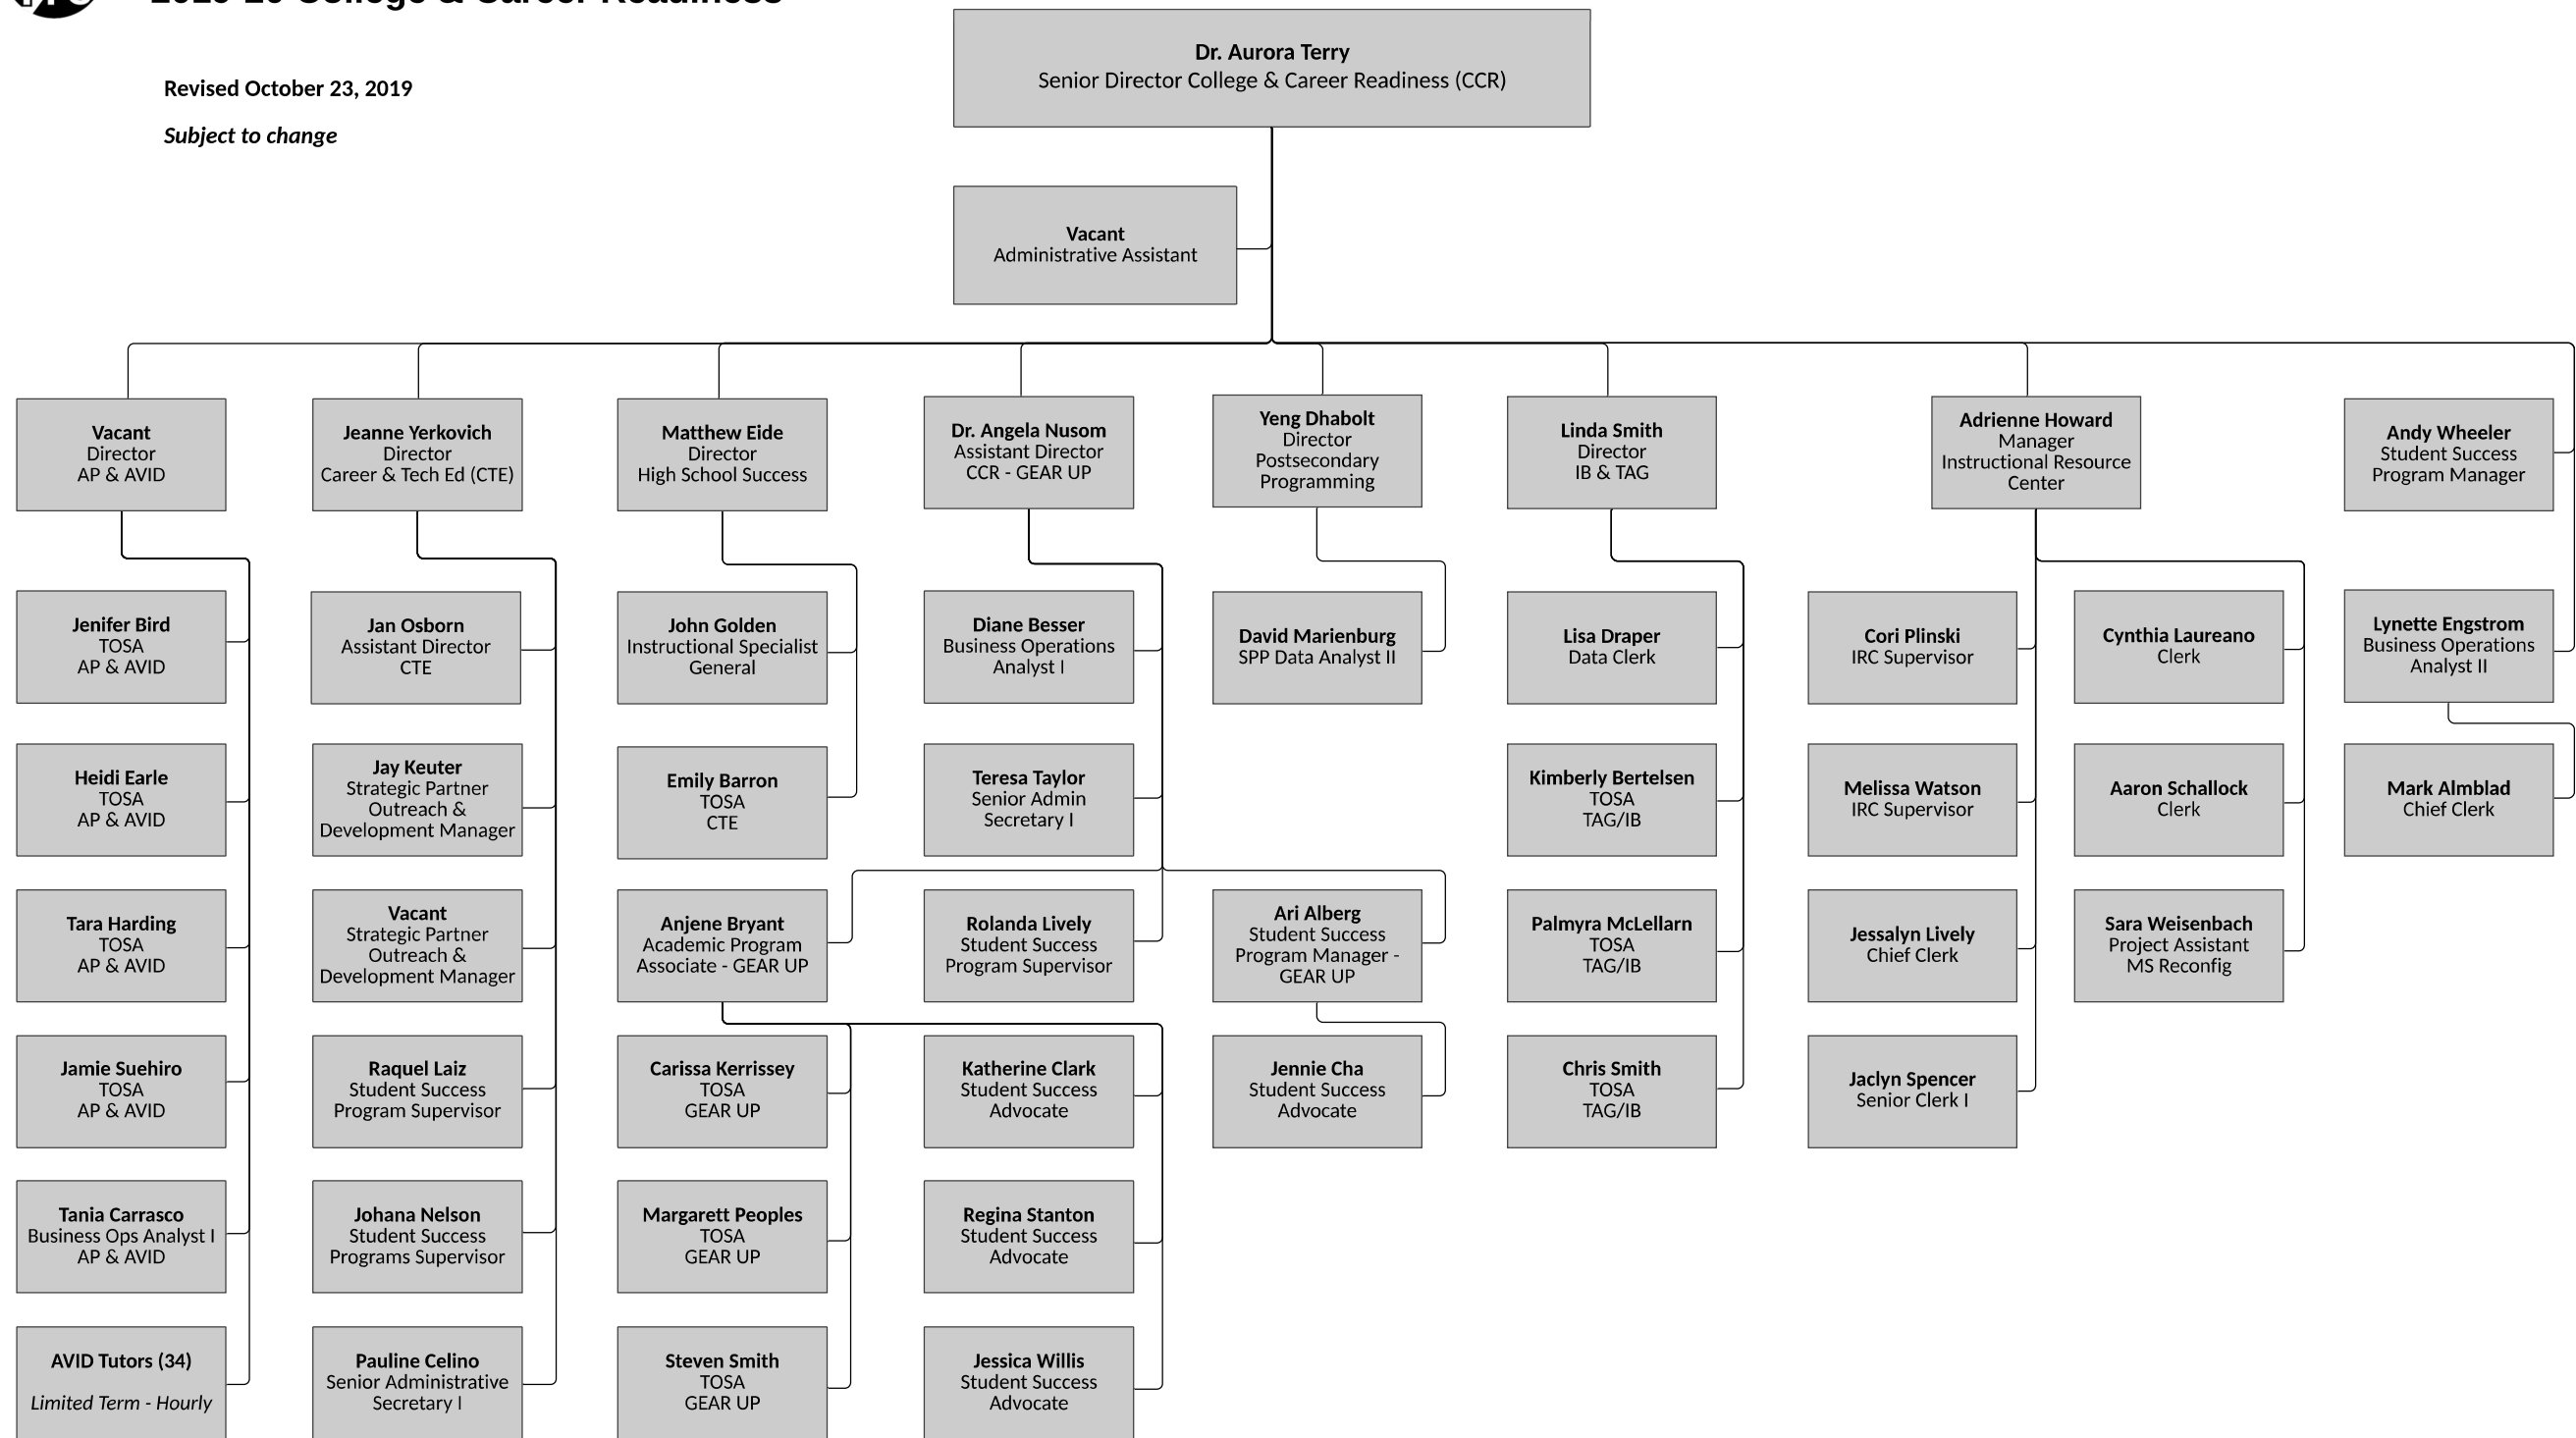 Revised October 23, 2019
Subject to change
Dr. Aurora Terry
Senior Director College & Career Readiness (CCR)
Vacant
Administrative Assistant
Vacant
Director
AP & AVID
Jeanne Yerkovich
Director
Career & Tech Ed (CTE)
Matthew Eide
Director
High School Success
Dr. Angela Nusom
Assistant Director
CCR - GEAR UP
Yeng Dhabolt
Director
Postsecondary
Programming
Linda Smith
Director
IB & TAG
Adrienne Howard
Manager
Instructional Resource
Center
Andy Wheeler
Student Success
Program Manager
Jenifer Bird
TOSA
AP & AVID
Jan Osborn
Assistant Director
CTE
John Golden
Instructional Specialist
General
Diane Besser
Business Operations
Analyst I
David Marienburg
SPP Data Analyst II
Lisa Draper
Data Clerk
Cori Plinski
IRC Supervisor
Cynthia Laureano
Clerk
Lynette Engstrom
Business Operations
Analyst II
Heidi Earle
TOSA
AP & AVID
Jay Keuter
Strategic Partner
Outreach &
Development Manager
Emily Barron
TOSA
CTE
Teresa Taylor
Senior Admin
Secretary I
Kimberly Bertelsen
TOSA
TAG/IB
Melissa Watson
IRC Supervisor
Aaron Schallock
Clerk
Mark Almblad
Chief Clerk
Tara Harding
TOSA
AP & AVID
Vacant
Strategic Partner
Outreach &
Development Manager
Anjene Bryant
Academic Program
Associate - GEAR UP
Rolanda Lively
Student Success
Program Supervisor
Ari Alberg
Student Success
Program Manager -
GEAR UP
Palmyra McLellarn
TOSA
TAG/IB
Jessalyn Lively
Chief Clerk
Sara Weisenbach
Project Assistant
MS Reconfig
Jamie Suehiro
TOSA
AP & AVID
Raquel Laiz
Student Success
Program Supervisor
Carissa Kerrissey
TOSA
GEAR UP
Katherine Clark
Student Success
Advocate
Jennie Cha
Student Success
Advocate
Chris Smith
TOSA
TAG/IB
Jaclyn Spencer
Senior Clerk I
Tania Carrasco
Business Ops Analyst I
AP & AVID
Johana Nelson
Student Success
Programs Supervisor
Margarett Peoples
TOSA
GEAR UP
Regina Stanton
Student Success
Advocate
AVID Tutors (34)
Limited Term - Hourly
Pauline Celino
Senior Administrative
Secretary I
Steven Smith
TOSA
GEAR UP
Jessica Willis
Student Success
Advocate